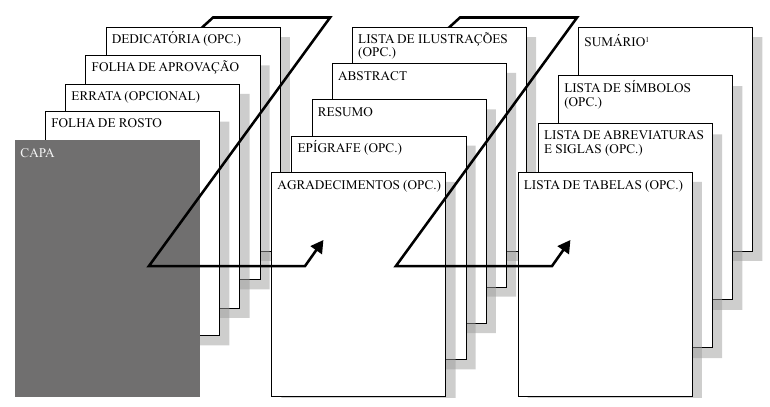 DEDICATÓRIA (OPC.)
FOLHA DE APROVAÇÃO
ERRATA (OPCIONAL)
FOLHA DE ROSTO
CAPA
LISTA DE ILUSTRAÇÕES
(OPC.)
ABSTRACT
RESUMO
EPÍGRAFE (OPC.)
AGRADECIMENTOS (OPC.)
SUMÁRIO¹
LISTA DE SÍMBOLOS
(OPC.)
LISTA DE ABREVIATURAS
E SIGLAS (OPC.)
LISTA DE TABELAS (OPC.)